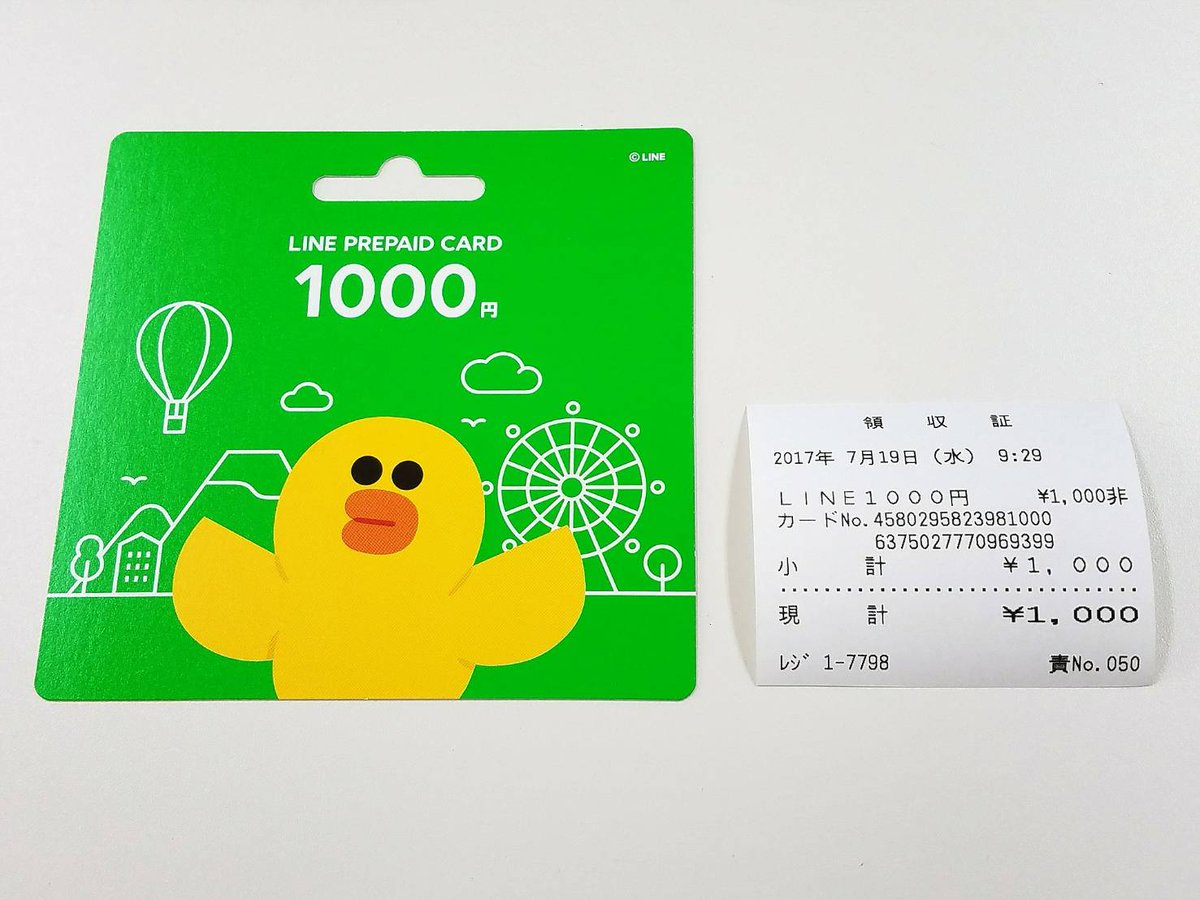 © LINE
LINE PREPAID CARD
1000円
領 収 証
2017年 7月19日（水） 9:29
ＬＩＮＥ１０００円 ¥1,000非
カードNo.4580295823981000
6375027770969399
小 計 ¥1,000
現 計 ¥1,000
ﾚｼﾞ 1-7798 責No.050